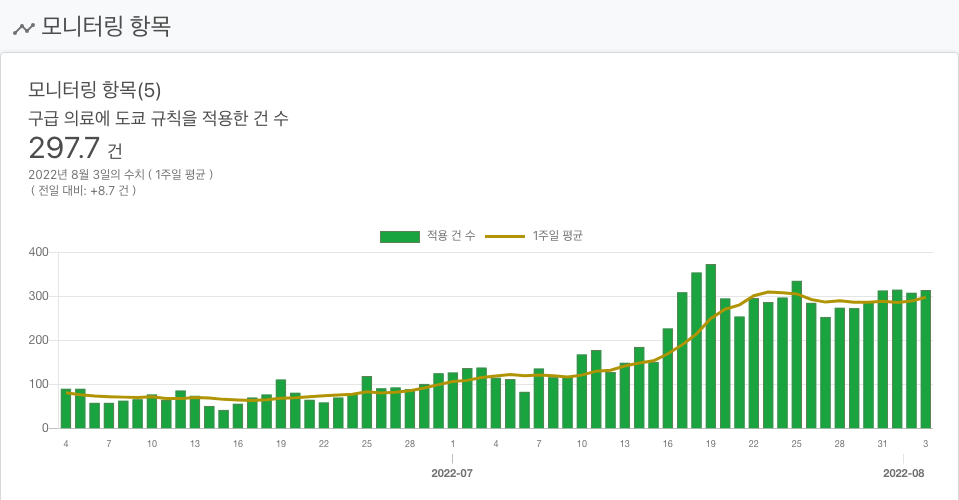 모니터링 항목
모니터링 항목(5)
구급 의료에 도쿄 규칙을 적용한 건 수
297.7 건
2022년 8월 3일의 수치 ( 1주일 평균 )
( 전일 대비: +8.7 건 )
적용 건 수 1주일 평균
400
300
200
100
0
4 7 10 13 16 19 22 25 28 1 4 7 10 13 16 19 22 25 28 31 3
2022-07 2022-08